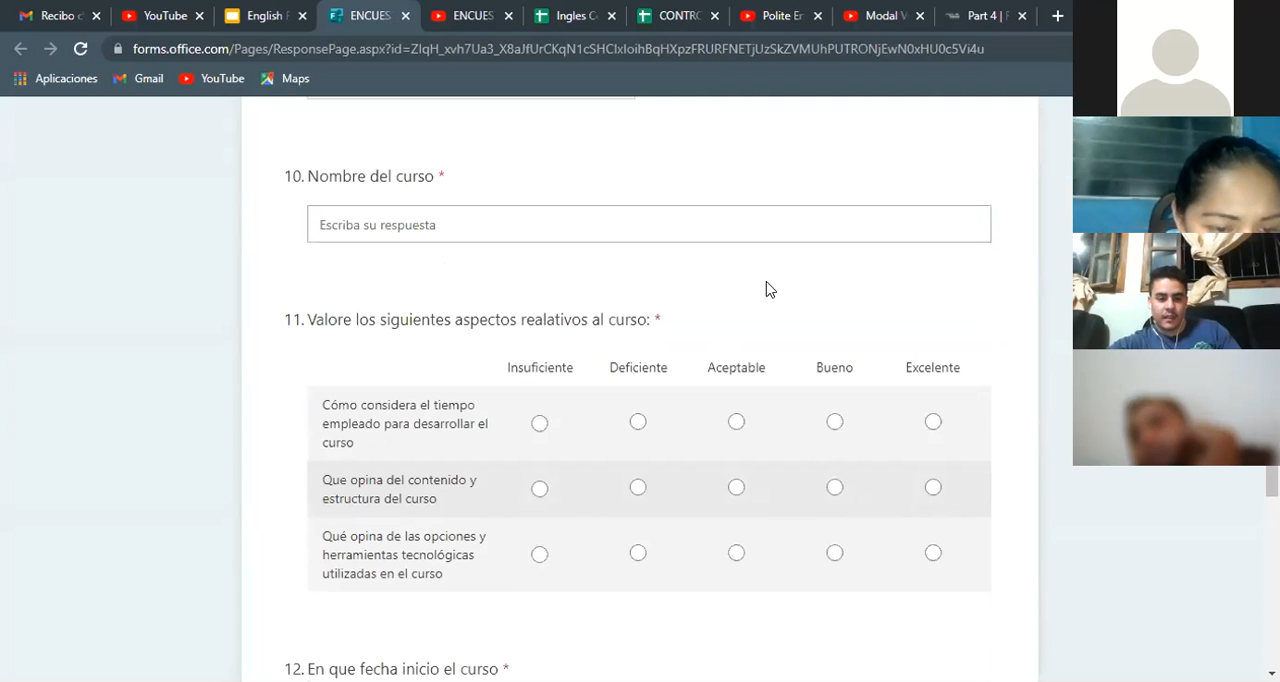 Recibo c
YouTube
English F
ENCUES
ENCUES
Ingles C
CONTRC
Polite Er
Modal V
Part 4 |
forms.office.com/Pages/ResponsePage.aspx?id=ZIqH_xvh7Ua3_X8aJfUrCKqN1cSHCIxIoihBqHXpzFRURFNETjUzSkZVMUhPUTRONjEwN0xHU0c5Vi4u
Aplicaciones
Gmail
YouTube
Maps
10. Nombre del curso *
Escriba su respuesta
11. Valore los siguientes aspectos realativos al curso: *
Insuficiente Deficiente Aceptable Bueno Excelente
Cómo considera el tiempo
empleado para desarrollar el
curso
Que opina del contenido y
estructura del curso
Qué opina de las opciones y
herramientas tecnológicas
utilizadas en el curso
12. En que fecha inicio el curso *